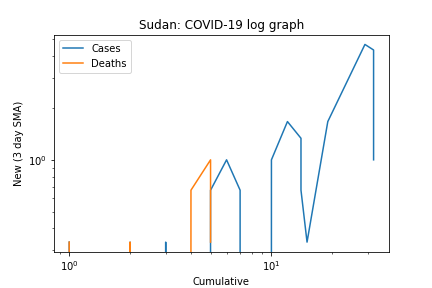 Sudan: COVID-19 log graph
Cases
Deaths
New (3 day SMA)
10⁰
10⁰
10¹
Cumulative